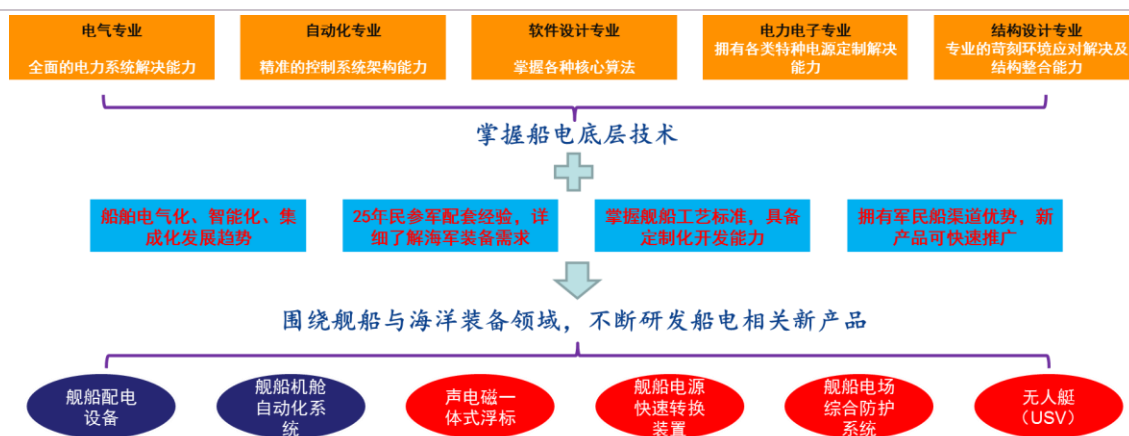 电气专业
全面的电力系统解决能力
自动化专业
精准的控制系统架构能力
软件设计专业
掌握各种核心算法
电力电子专业
拥有各类特种电源定制解决
能力
结构设计专业
专业的苛刻环境应对解决及
结构整合能力
掌握船电底层技术
船舶电气化、智能化、集
成化发展趋势
25年民参军配套经验，详
细了解海军装备需求
掌握舰船工艺标准，具备
定制化开发能力
拥有军民船渠道优势，新
产品可快速推广
围绕舰船与海洋装备领域，不断研发船电相关新产品
舰船配电
设备
舰船机舱
自动化系
统
声电磁一
体式浮标
舰船电源
快速转换
装置
舰船电场
综合防护
系统
无人艇
（USV）